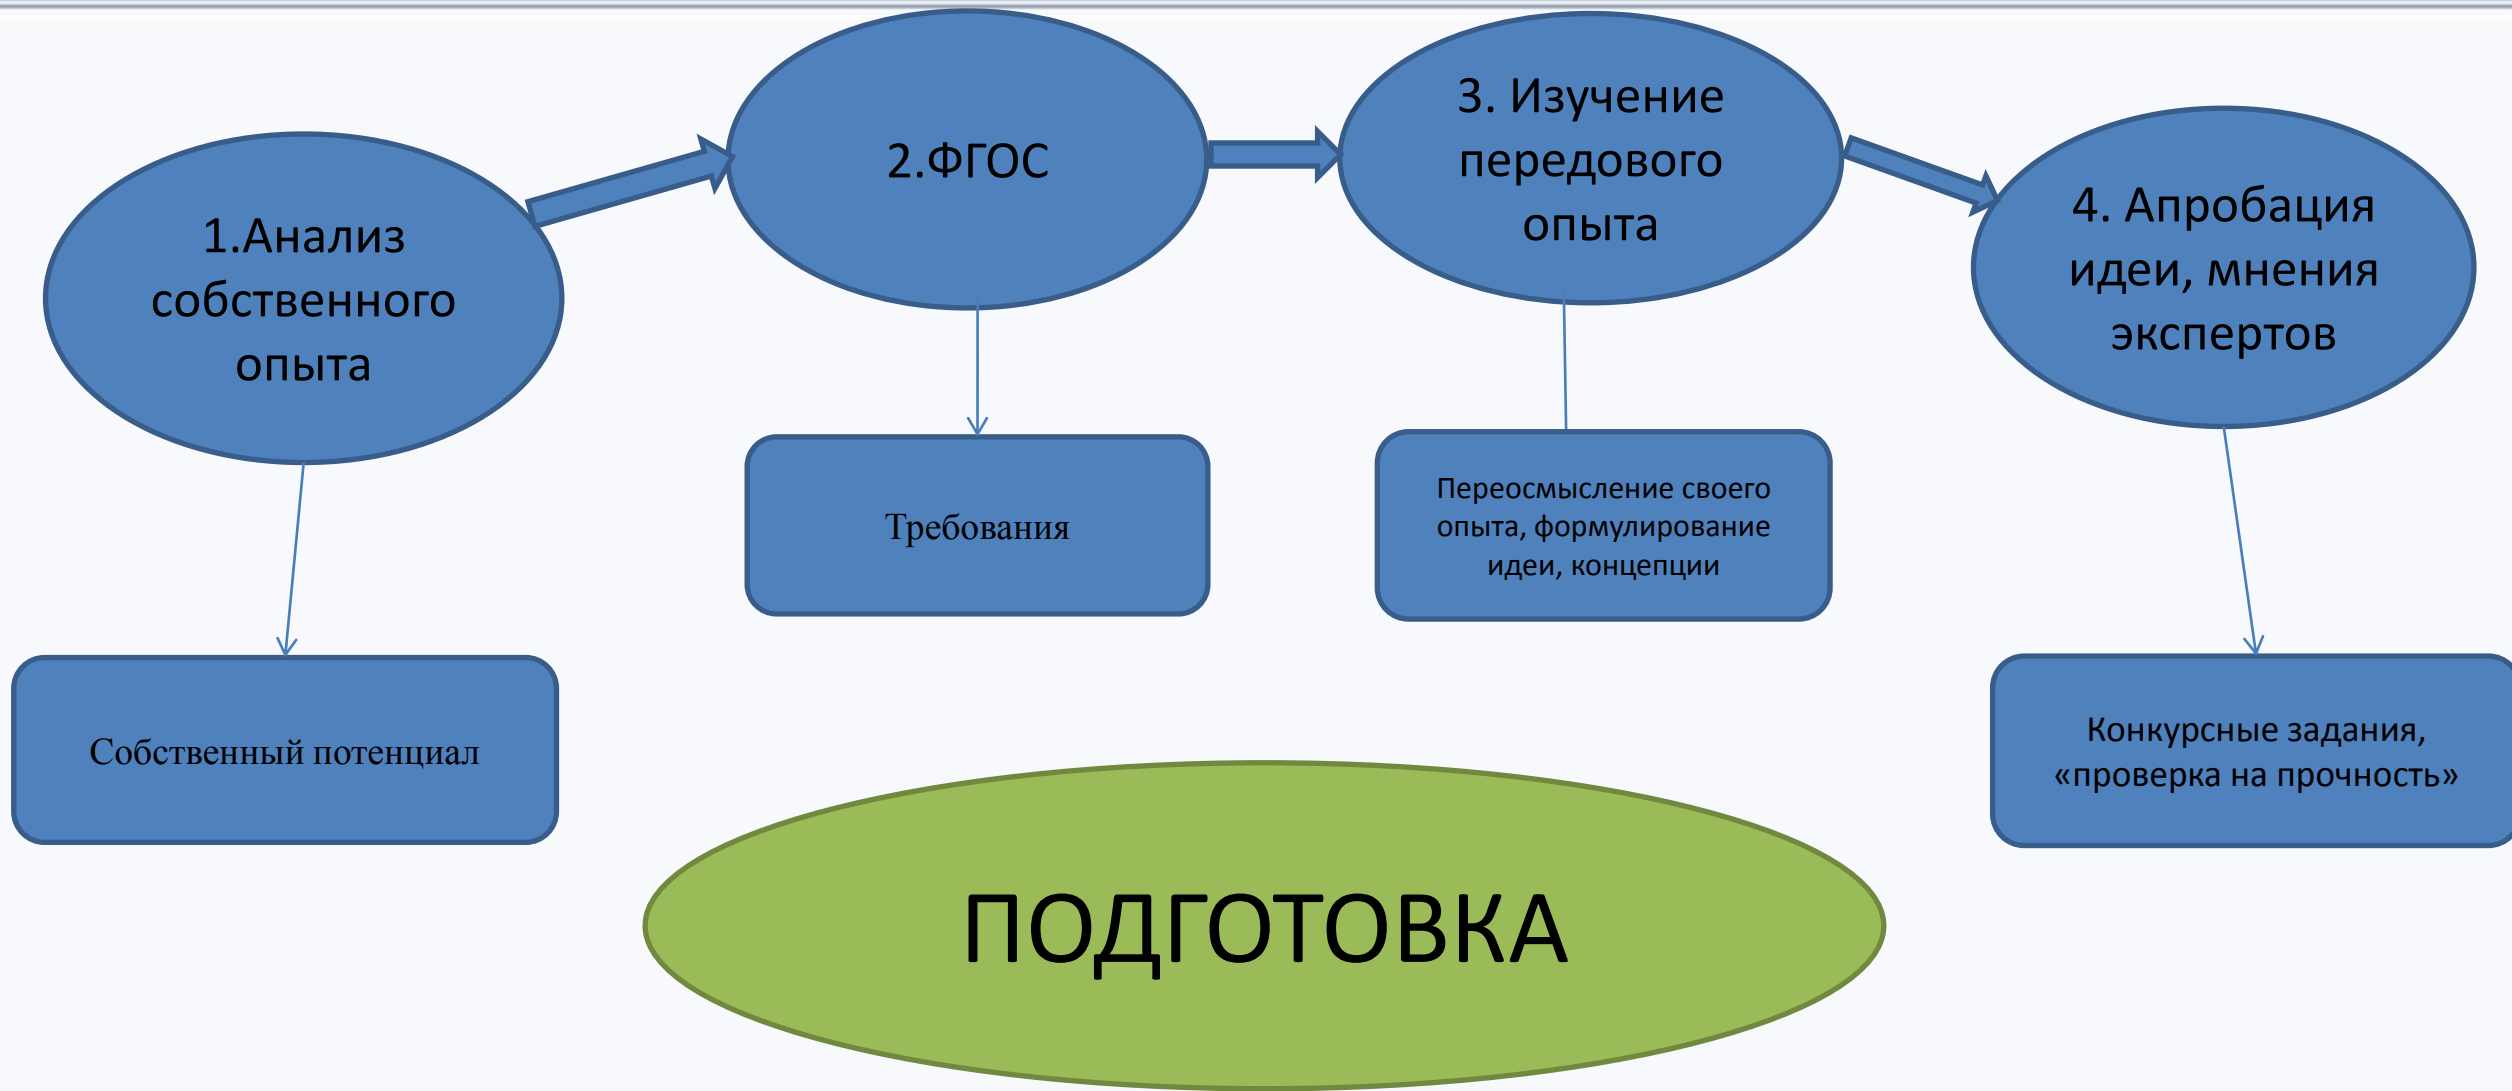 1.Анализ
собственного
опыта
2.ФГОС
3. Изучение
передового
опыта
4. Апробация
идеи, мнения
экспертов
Собственный потенциал
Требования
Переосмысление своего
опыта, формулирование
идеи, концепции
Конкурсные задания,
«проверка на прочность»
ПОДГОТОВКА